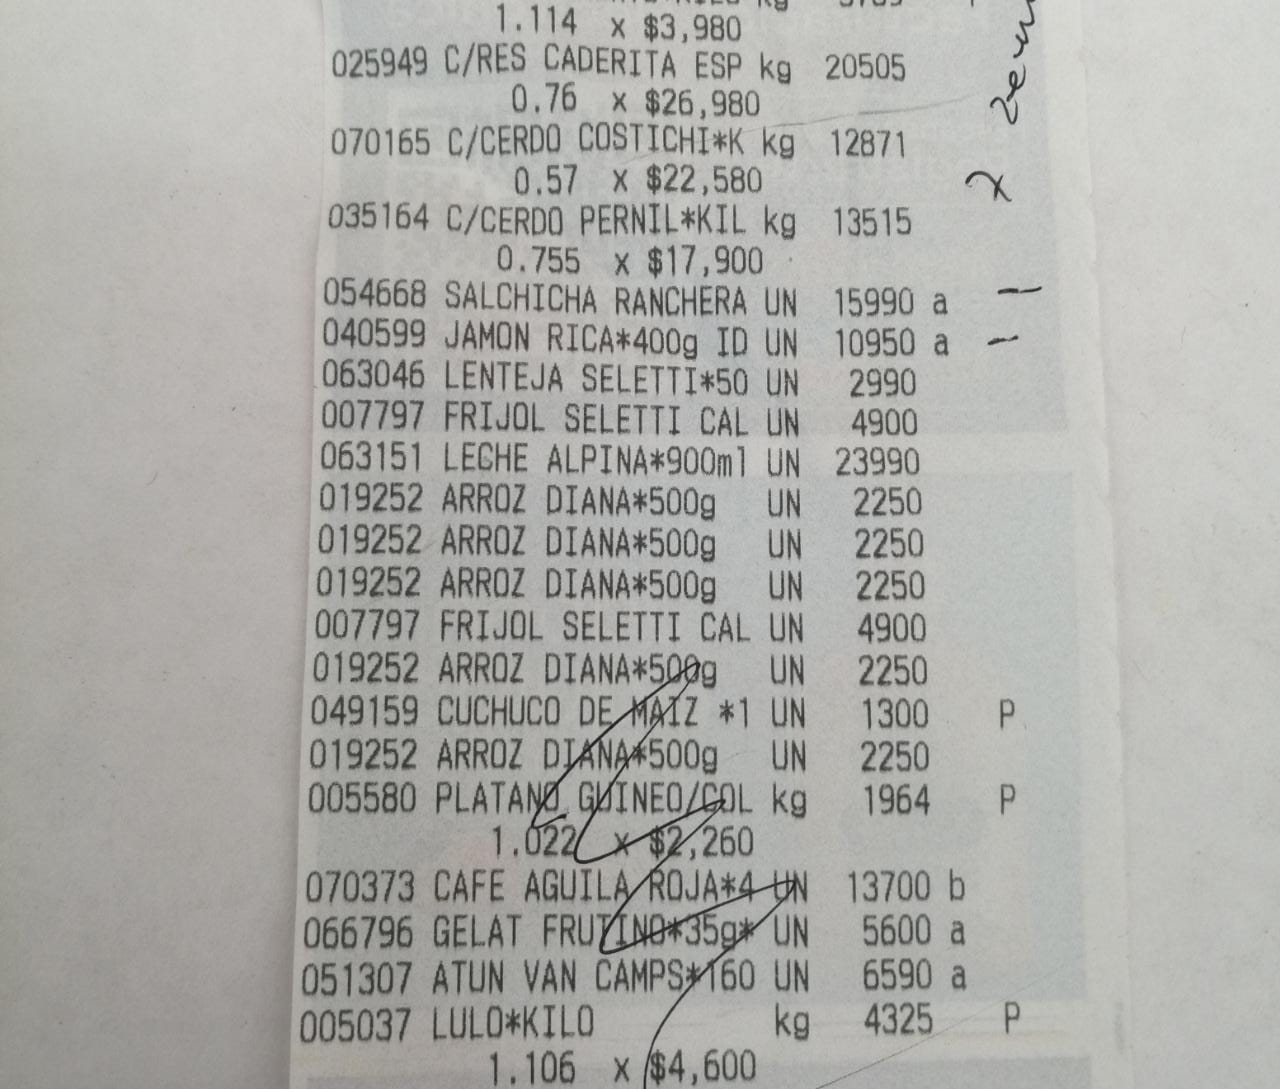 1.114 x $3,980
025949 C/RES CADERITA ESP kg 20505
0.76 x $26,980
070165 C/CERDO COSTICHI*K kg 12871
0.57 x $22,580
035164 C/CERDO PERNIL*KIL kg 13515
0.755 x $17,900
054668 SALCHICHA RANCHERA UN 15990 a
040599 JAMON RICA*400g ID UN 10950 a
063046 LENTEJA SELETTI*50 UN 2990
007797 FRIJOL SELETTI CAL UN 4900
063151 LECHE ALPINA*900ml UN 23990
019252 ARROZ DIANA*500g UN 2250
019252 ARROZ DIANA*500g UN 2250
019252 ARROZ DIANA*500g UN 2250
007797 FRIJOL SELETTI CAL UN 4900
019252 ARROZ DIANA*500g UN 2250
049159 CUCHUCO DE MAIZ *1 UN 1300 P
019252 ARROZ DIANA*500g UN 2250
005580 PLATANO GUINEO/COL kg 1964 P
1.022 x $2,260
070373 CAFE AGUILA ROJA*4 UN 13700 b
066796 GELAT FRUTINO*35g* UN 5600 a
051307 ATUN VAN CAMPS*160 UN 6590 a
005037 LULO*KILO kg 4325 P
1.106 x $4,600